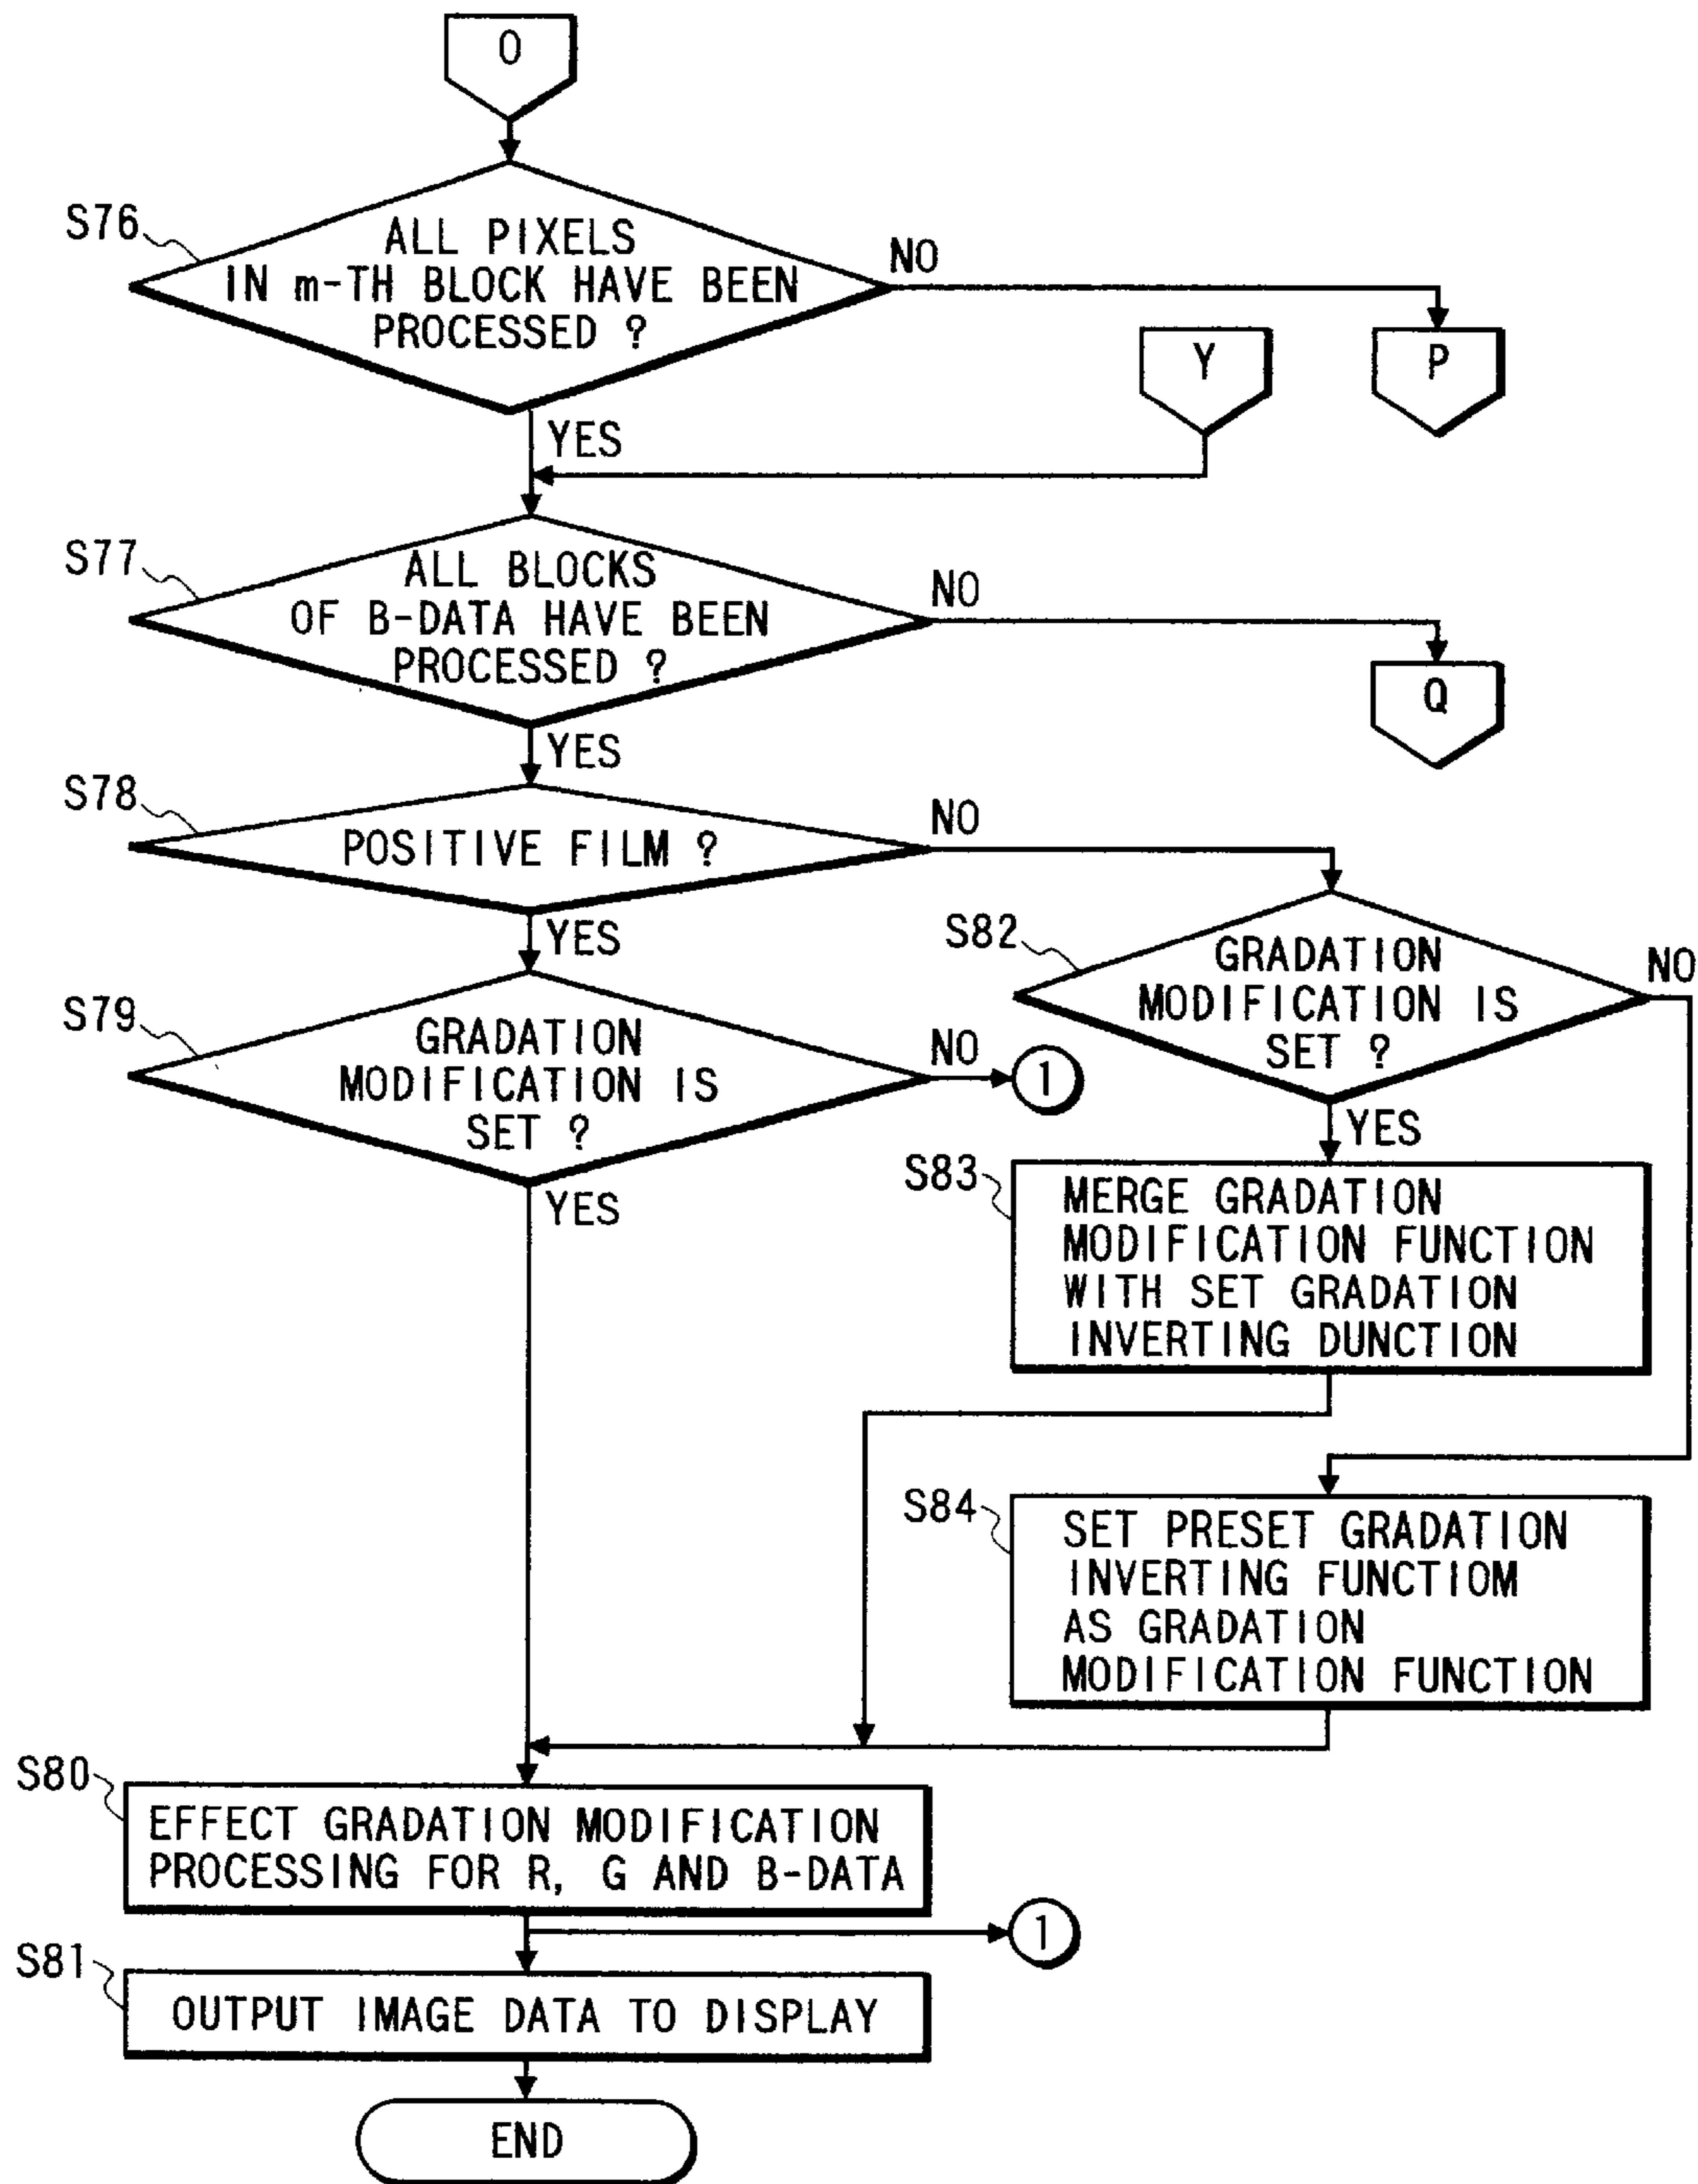 O
S76
ALL PIXELS
IN m-TH BLOCK HAVE BEEN
PROCESSED ?
NO
Y
P
YES
S77
ALL BLOCKS
OF B-DATA HAVE BEEN
PROCESSED ?
NO
Q
YES
S78
POSITIVE FILM ?
NO
YES
S82
GRADATION
MODIFICATION IS
SET ?
NO
S79
GRADATION
MODIFICATION IS
SET ?
NO
1
YES
YES
S83
MERGE GRADATION
MODIFICATION FUNCTION
WITH SET GRADATION
INVERTING DUNCTION
S84
SET PRESET GRADATION
INVERTING FUNCTIOM
AS GRADATION
MODIFICATION FUNCTION
S80
EFFECT GRADATION MODIFICATION
PROCESSING FOR R, G AND B-DATA
1
S81
OUTPUT IMAGE DATA TO DISPLAY
END